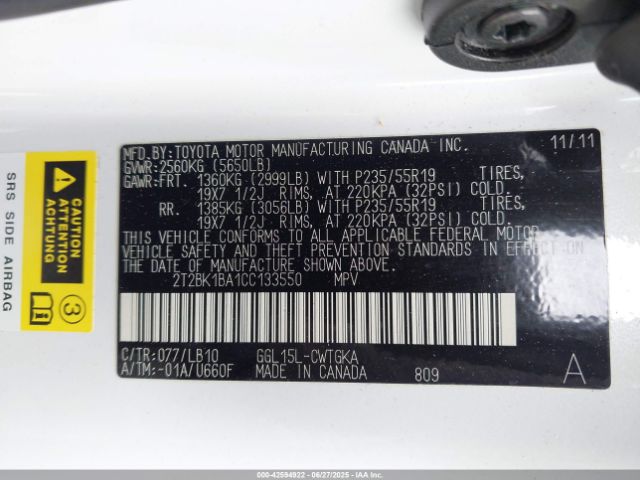 MFD.BY:TOYOTA MOTOR MANUFACTURING CANADA INC. 11/11
GVWR:2560KG (5650LB)
GAWR:FRT. 1360KG (2999LB) WITH P235/55R19 TIRES,
19X7 1/2J RIMS, AT 220KPA (32PSI) COLD.
RR. 1385KG (3056LB) WITH P235/55R19 TIRES,
19X7 1/2J RIMS, AT 220KPA (32PSI) COLD.
THIS VEHICLE CONFORMS TO ALL APPLICABLE FEDERAL MOTOR
VEHICLE SAFETY AND THEFT PREVENTION STANDARDS IN EFFECT ON
THE DATE OF MANUFACTURE SHOWN ABOVE.
2T2BK1BA1CC133550 MPV
C/TR:077/LB10 GGL15L-CWTGKA
A/TM:-01A/U660F MADE IN CANADA 809 A
SRS SIDE AIRBAG
CAUTION
ATTENTION
ACHTUNG
3
000-42594922 - 06/27/2025 - IAAI.COM